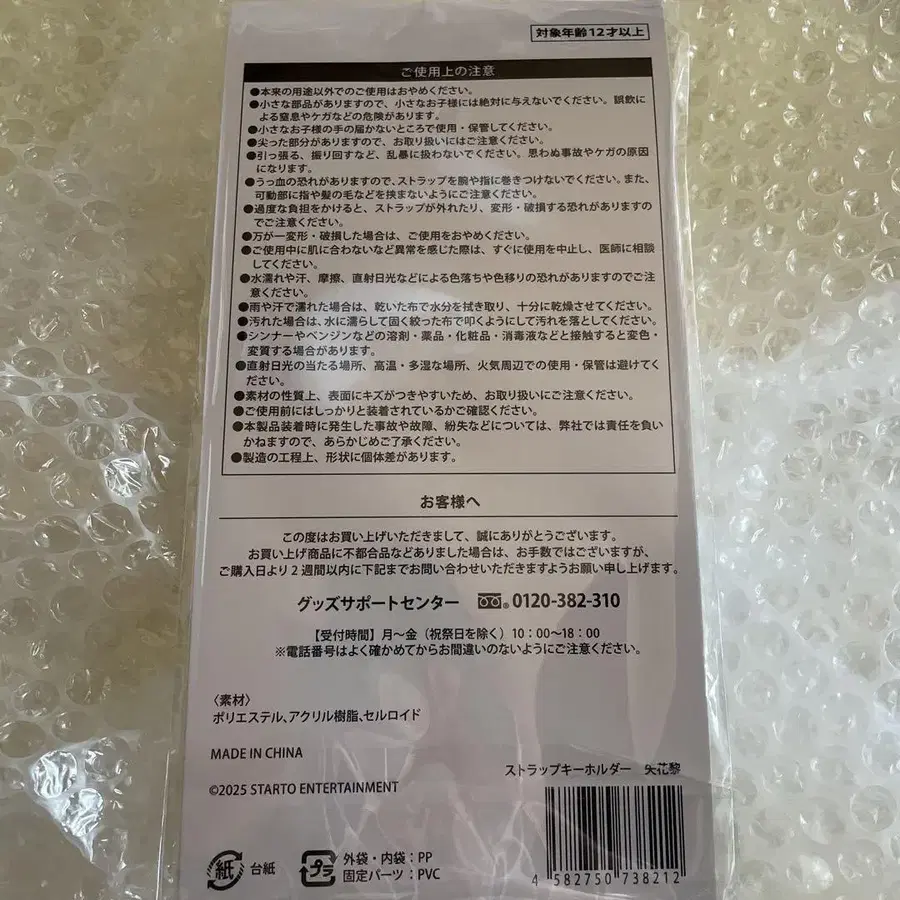 対象年齢12才以上
ご使用上の注意
●本来の用途以外でのご使用はおやめください。
●小さな部品がありますので、小さなお子様には絶対に与えないでください。誤飲に
よる窒息やケガなどの危険があります。
●小さなお子様の手の届かないところで使用・保管してください。
●尖った部分がありますので、お取り扱いにはご注意ください。
●引っ張る、振り回すなど、乱暴に扱わないでください。思わぬ事故やケガの原因
になります。
●うっ血の恐れがありますので、ストラップを腕や指に巻きつけないでください。また、
可動部に指や髪の毛などを挟まないようにご注意ください。
●過度な負担をかけると、ストラップが外れたり、変形・破損する恐れがありますの
でご注意ください。
●万が一変形・破損した場合は、ご使用をおやめください。
●ご使用中に肌に合わないなど異常を感じた際は、すぐに使用を中止し、医師に相談
してください。
●水濡れや汗、摩擦、直射日光などによる色落ちや色移りの恐れがありますのでご注
意ください。
●雨や汗で濡れた場合は、乾いた布で水分を拭き取り、十分に乾燥させてください。
●汚れた場合は、水に濡らして固く絞った布で叩くようにして汚れを落としてください。
●シンナーやベンジンなどの溶剤・薬品・化粧品・消毒液などと接触すると変色・
変質する場合があります。
●直射日光の当たる場所、高温・多湿な場所、火気周辺での使用・保管は避けてく
ださい。
●素材の性質上、表面にキズがつきやすいため、お取り扱いにご注意ください。
●ご使用前にはしっかりと装着されているかご確認ください。
●本製品装着時に発生した事故や故障、紛失などについては、弊社では責任を負い
かねますので、あらかじめご了承ください。
●製造の工程上、形状に個体差があります。
お客様へ
この度はお買い上げいただきまして、誠にありがとうございます。
お買い上げ商品に不都合品などありました場合は、お手数ではございますが、
ご購入日より2週間以内に下記までお問い合わせいただきますようお願い申し上げます。
グッズサポートセンター 0120-382-310
【受付時間】月〜金（祝祭日を除く）10：00〜18：00
※電話番号はよく確かめてからお間違いのないようにご注意ください。
〈素材〉
ポリエステル、アクリル樹脂、セルロイド
MADE IN CHINA
©2025 STARTO ENTERTAINMENT
ストラップキーホルダー 矢花黎
4 582750 738212
紙 台紙
プラ 外袋・内袋：PP
固定パーツ：PVC